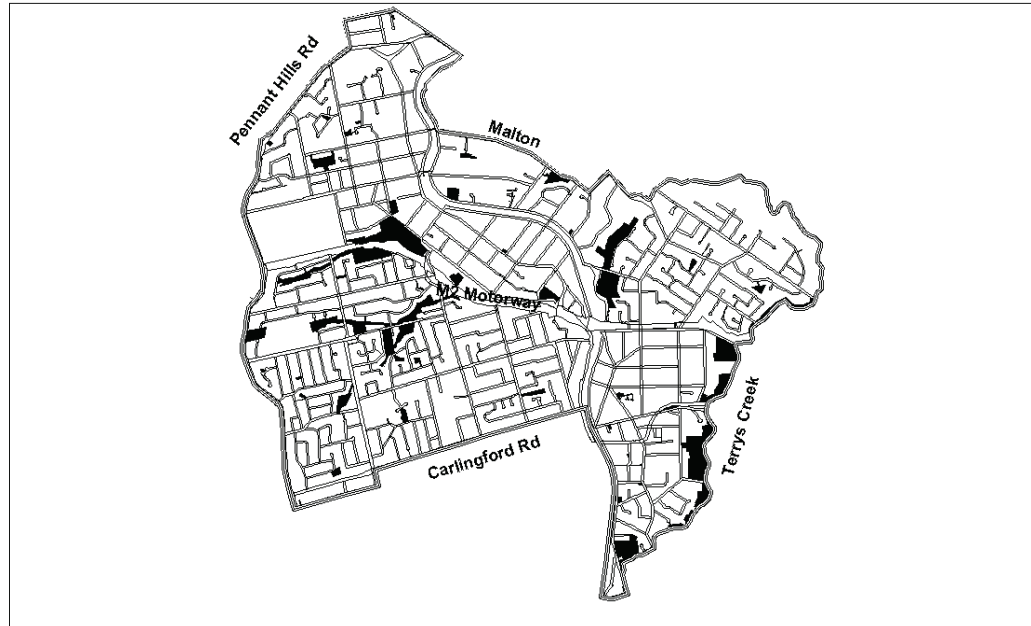 Pennant Hills Rd
Malton
M2 Motorway
Terrys Creek
Carlingford Rd